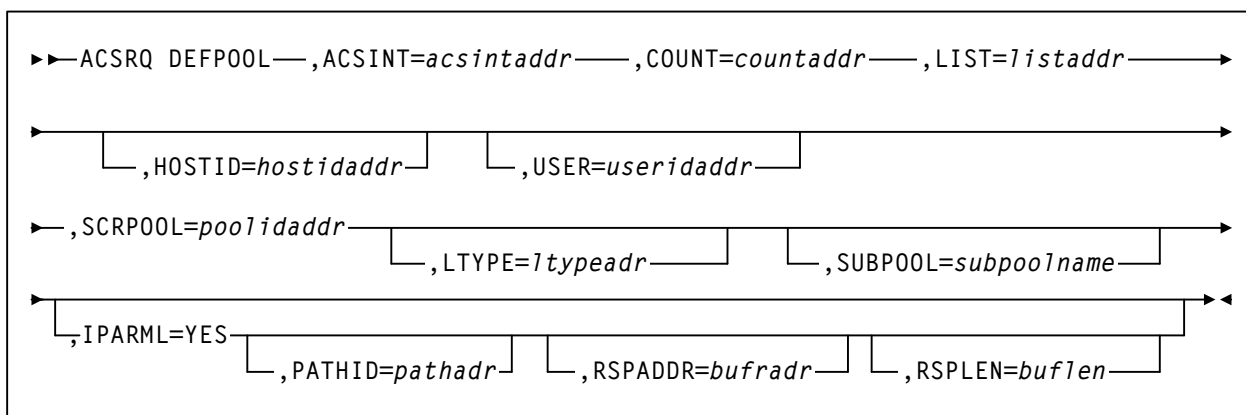 ACSRQ DEFPOOL ,ACSINT=acsintaddr ,COUNT=countaddr ,LIST=listaddr
,HOSTID=hostidaddr ,USER=useridaddr
,SCRPOOL=poolidaddr
,LTYPE=ltypeadr ,SUBPOOL=subpoolname
,IPARML=YES
,PATHID=pathadr ,RSPADDR=bufradr ,RSPLEN=buflen